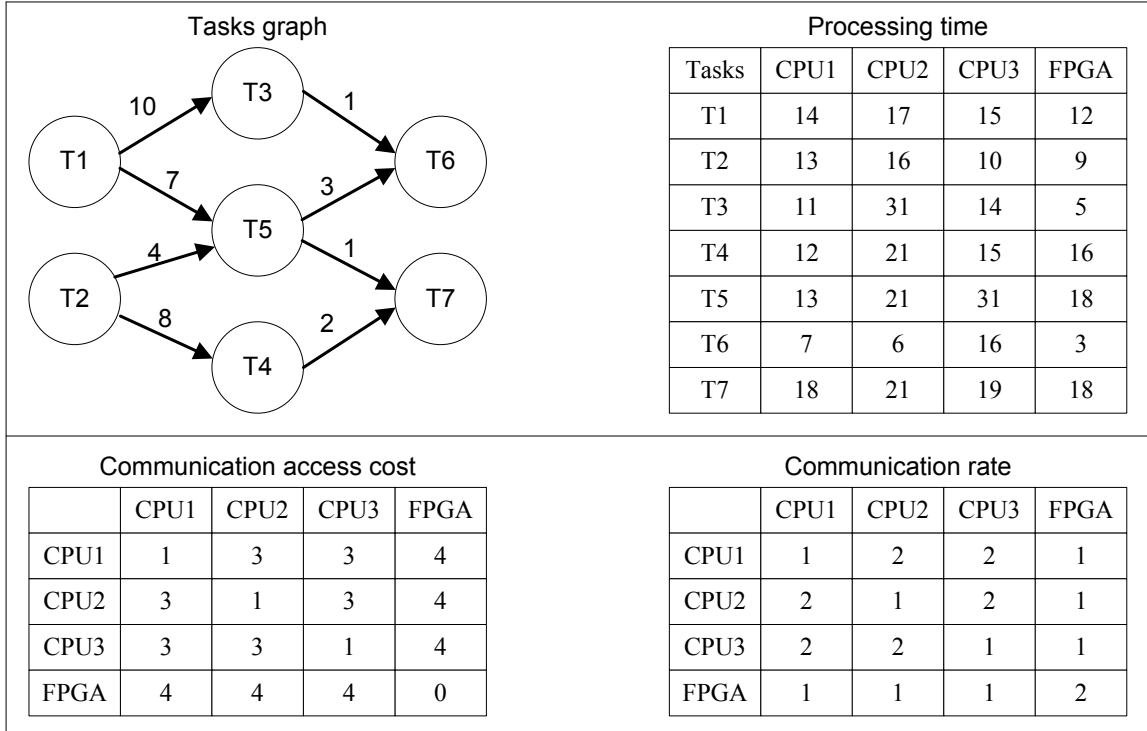 Tasks graph
T1
T2
T3
T4
T5
T6
T7
10
7
4
8
1
3
1
2
Processing time
Tasks CPU1 CPU2 CPU3 FPGA
T1 14 17 15 12
T2 13 16 10 9
T3 11 31 14 5
T4 12 21 15 16
T5 13 21 31 18
T6 7 6 16 3
T7 18 21 19 18
Communication access cost
CPU1 CPU2 CPU3 FPGA
CPU1 1 3 3 4
CPU2 3 1 3 4
CPU3 3 3 1 4
FPGA 4 4 4 0
Communication rate
CPU1 CPU2 CPU3 FPGA
CPU1 1 2 2 1
CPU2 2 1 2 1
CPU3 2 2 1 1
FPGA 1 1 1 2